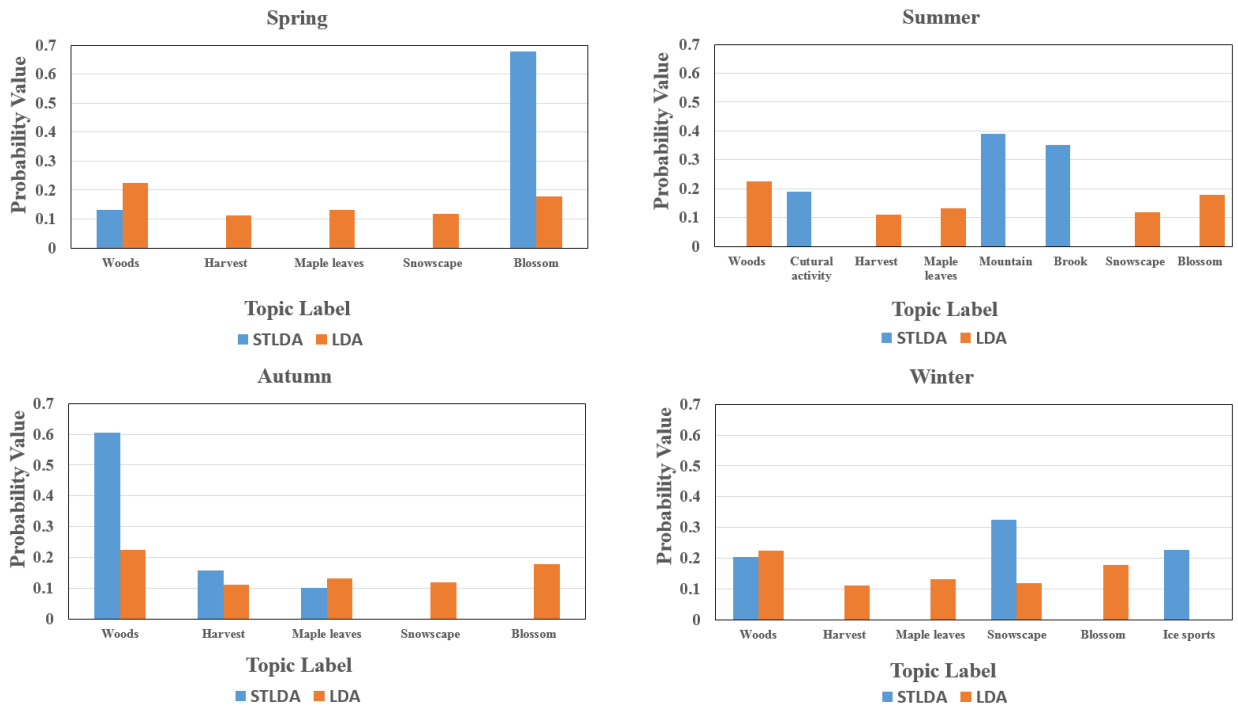 Spring
Probability Value
0.7
0.6
0.5
0.4
0.3
0.2
0.1
0
Woods Harvest Maple leaves Snowscape Blossom
Topic Label
STLDA LDA
Summer
Probability Value
0.7
0.6
0.5
0.4
0.3
0.2
0.1
0
Woods Cutural Harvest Maple Mountain Brook Snowscape Blossom
activity leaves
Topic Label
STLDA LDA
Autumn
Probability Value
0.7
0.6
0.5
0.4
0.3
0.2
0.1
0
Woods Harvest Maple leaves Snowscape Blossom
Topic Label
STLDA LDA
Winter
Probability Value
0.7
0.6
0.5
0.4
0.3
0.2
0.1
0
Woods Harvest Maple leaves Snowscape Blossom Ice sports
Topic Label
STLDA LDA